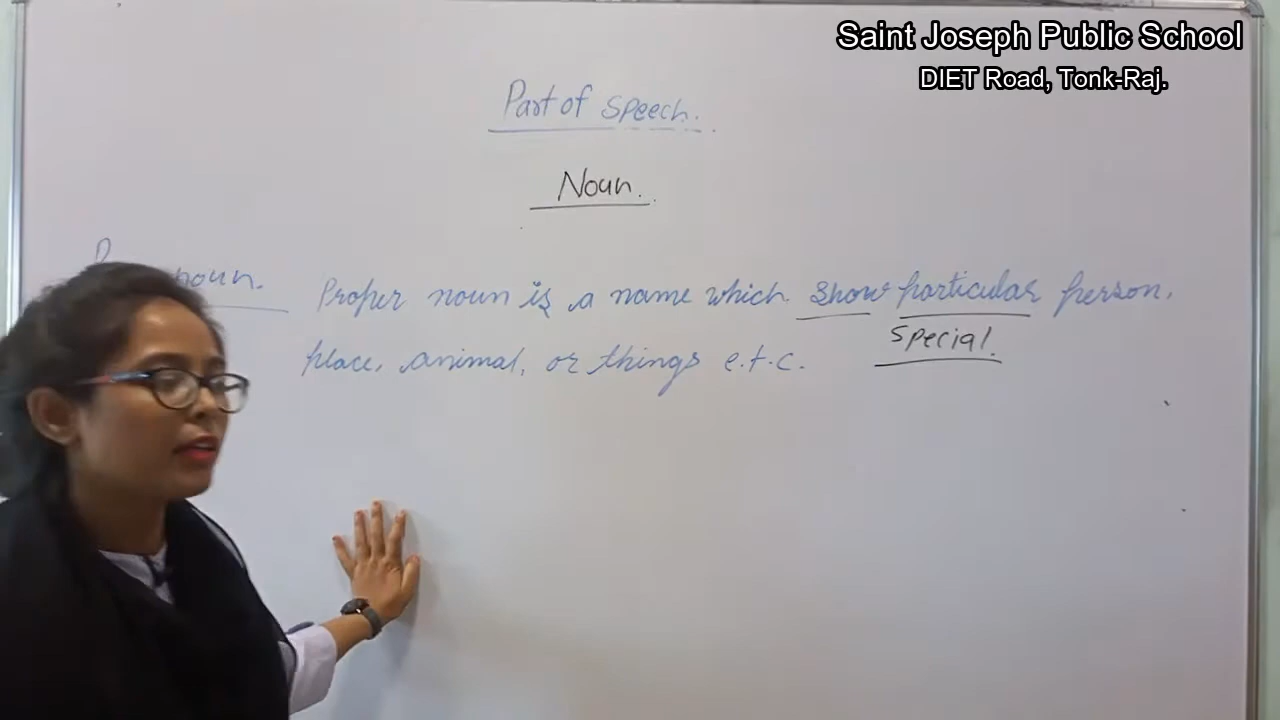 Saint Joseph Public School
DIET Road, Tonk-Raj.
Part of Speech.
Noun.
noun. Proper noun is a name which show particular person,
special.
place, animal, or things e.t.c.